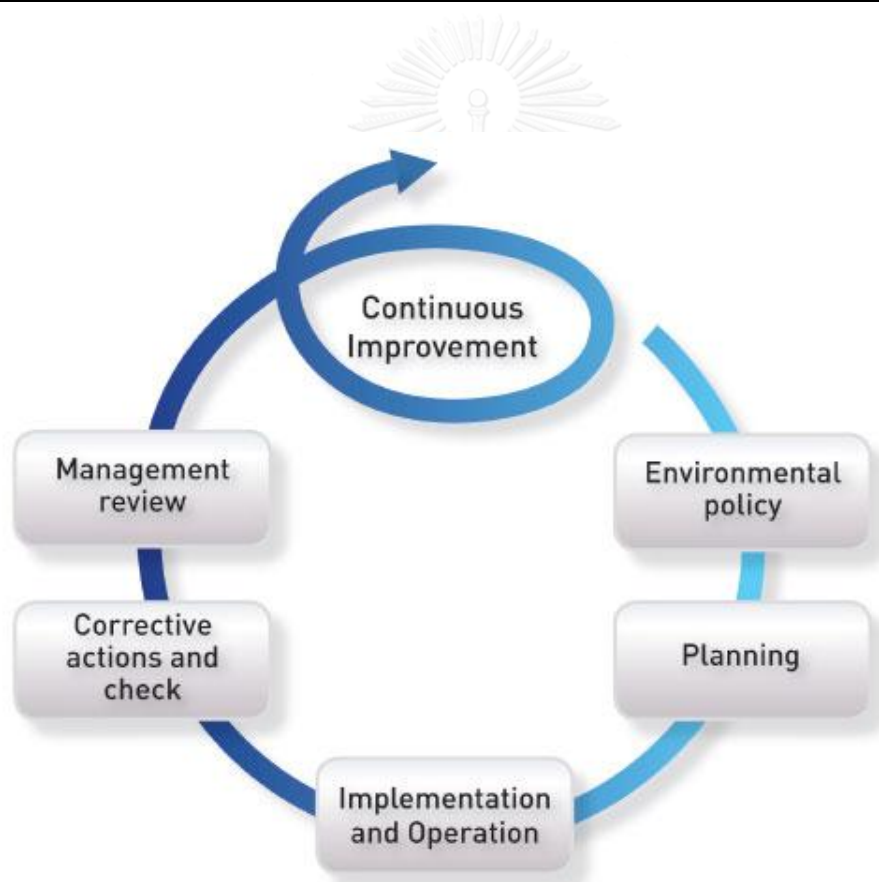 Continuous
Improvement
Environmental
policy
Planning
Implementation
and Operation
Corrective
actions and
check
Management
review